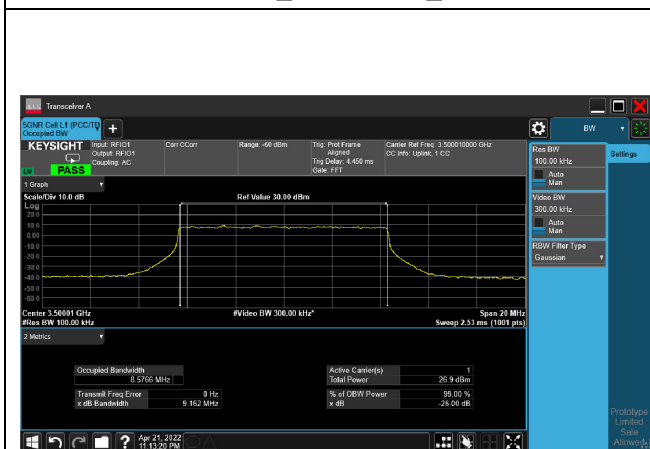 Transceiver A
5GNR Cell L1 (PCC/TD
Occupied BW
+
BW
KEYSIGHT
Input: RFIO1
Output: RFIO1
Coupling: AC
Corr CCorr
Range: -60 dBm
Trig: Prot Frame
Aligned
Trig Delay: 4.450 ms
Gate: FFT
Carrier Ref Freq: 3.500010000 GHz
CC Info: Uplink, 1 CC
PASS
Res BW
100.00 kHz
Auto
Man
Settings
1 Graph
Scale/Div 10.0 dB
Ref Value 30.00 dBm
Video BW
300.00 kHz
Auto
Man
Log
20.0
10.0
0.00
-10.0
-20.0
-30.0
-40.0
-50.0
-60.0
RBW Filter Type
Gaussian
Center 3.50001 GHz
#Video BW 300.00 kHz*
Span 20 MHz
#Res BW 100.00 kHz
Sweep 2.53 ms (1001 pts)
2 Metrics
Occupied Bandwidth
8.5766 MHz
Active Carrier(s) 1
Total Power 26.9 dBm
Transmit Freq Error 0 Hz
x dB Bandwidth 9.162 MHz
% of OBW Power 99.00 %
x dB -26.00 dB
Prototype
Limited
Sale
Allowed
?
Apr 21, 2022
11:13:20 PM